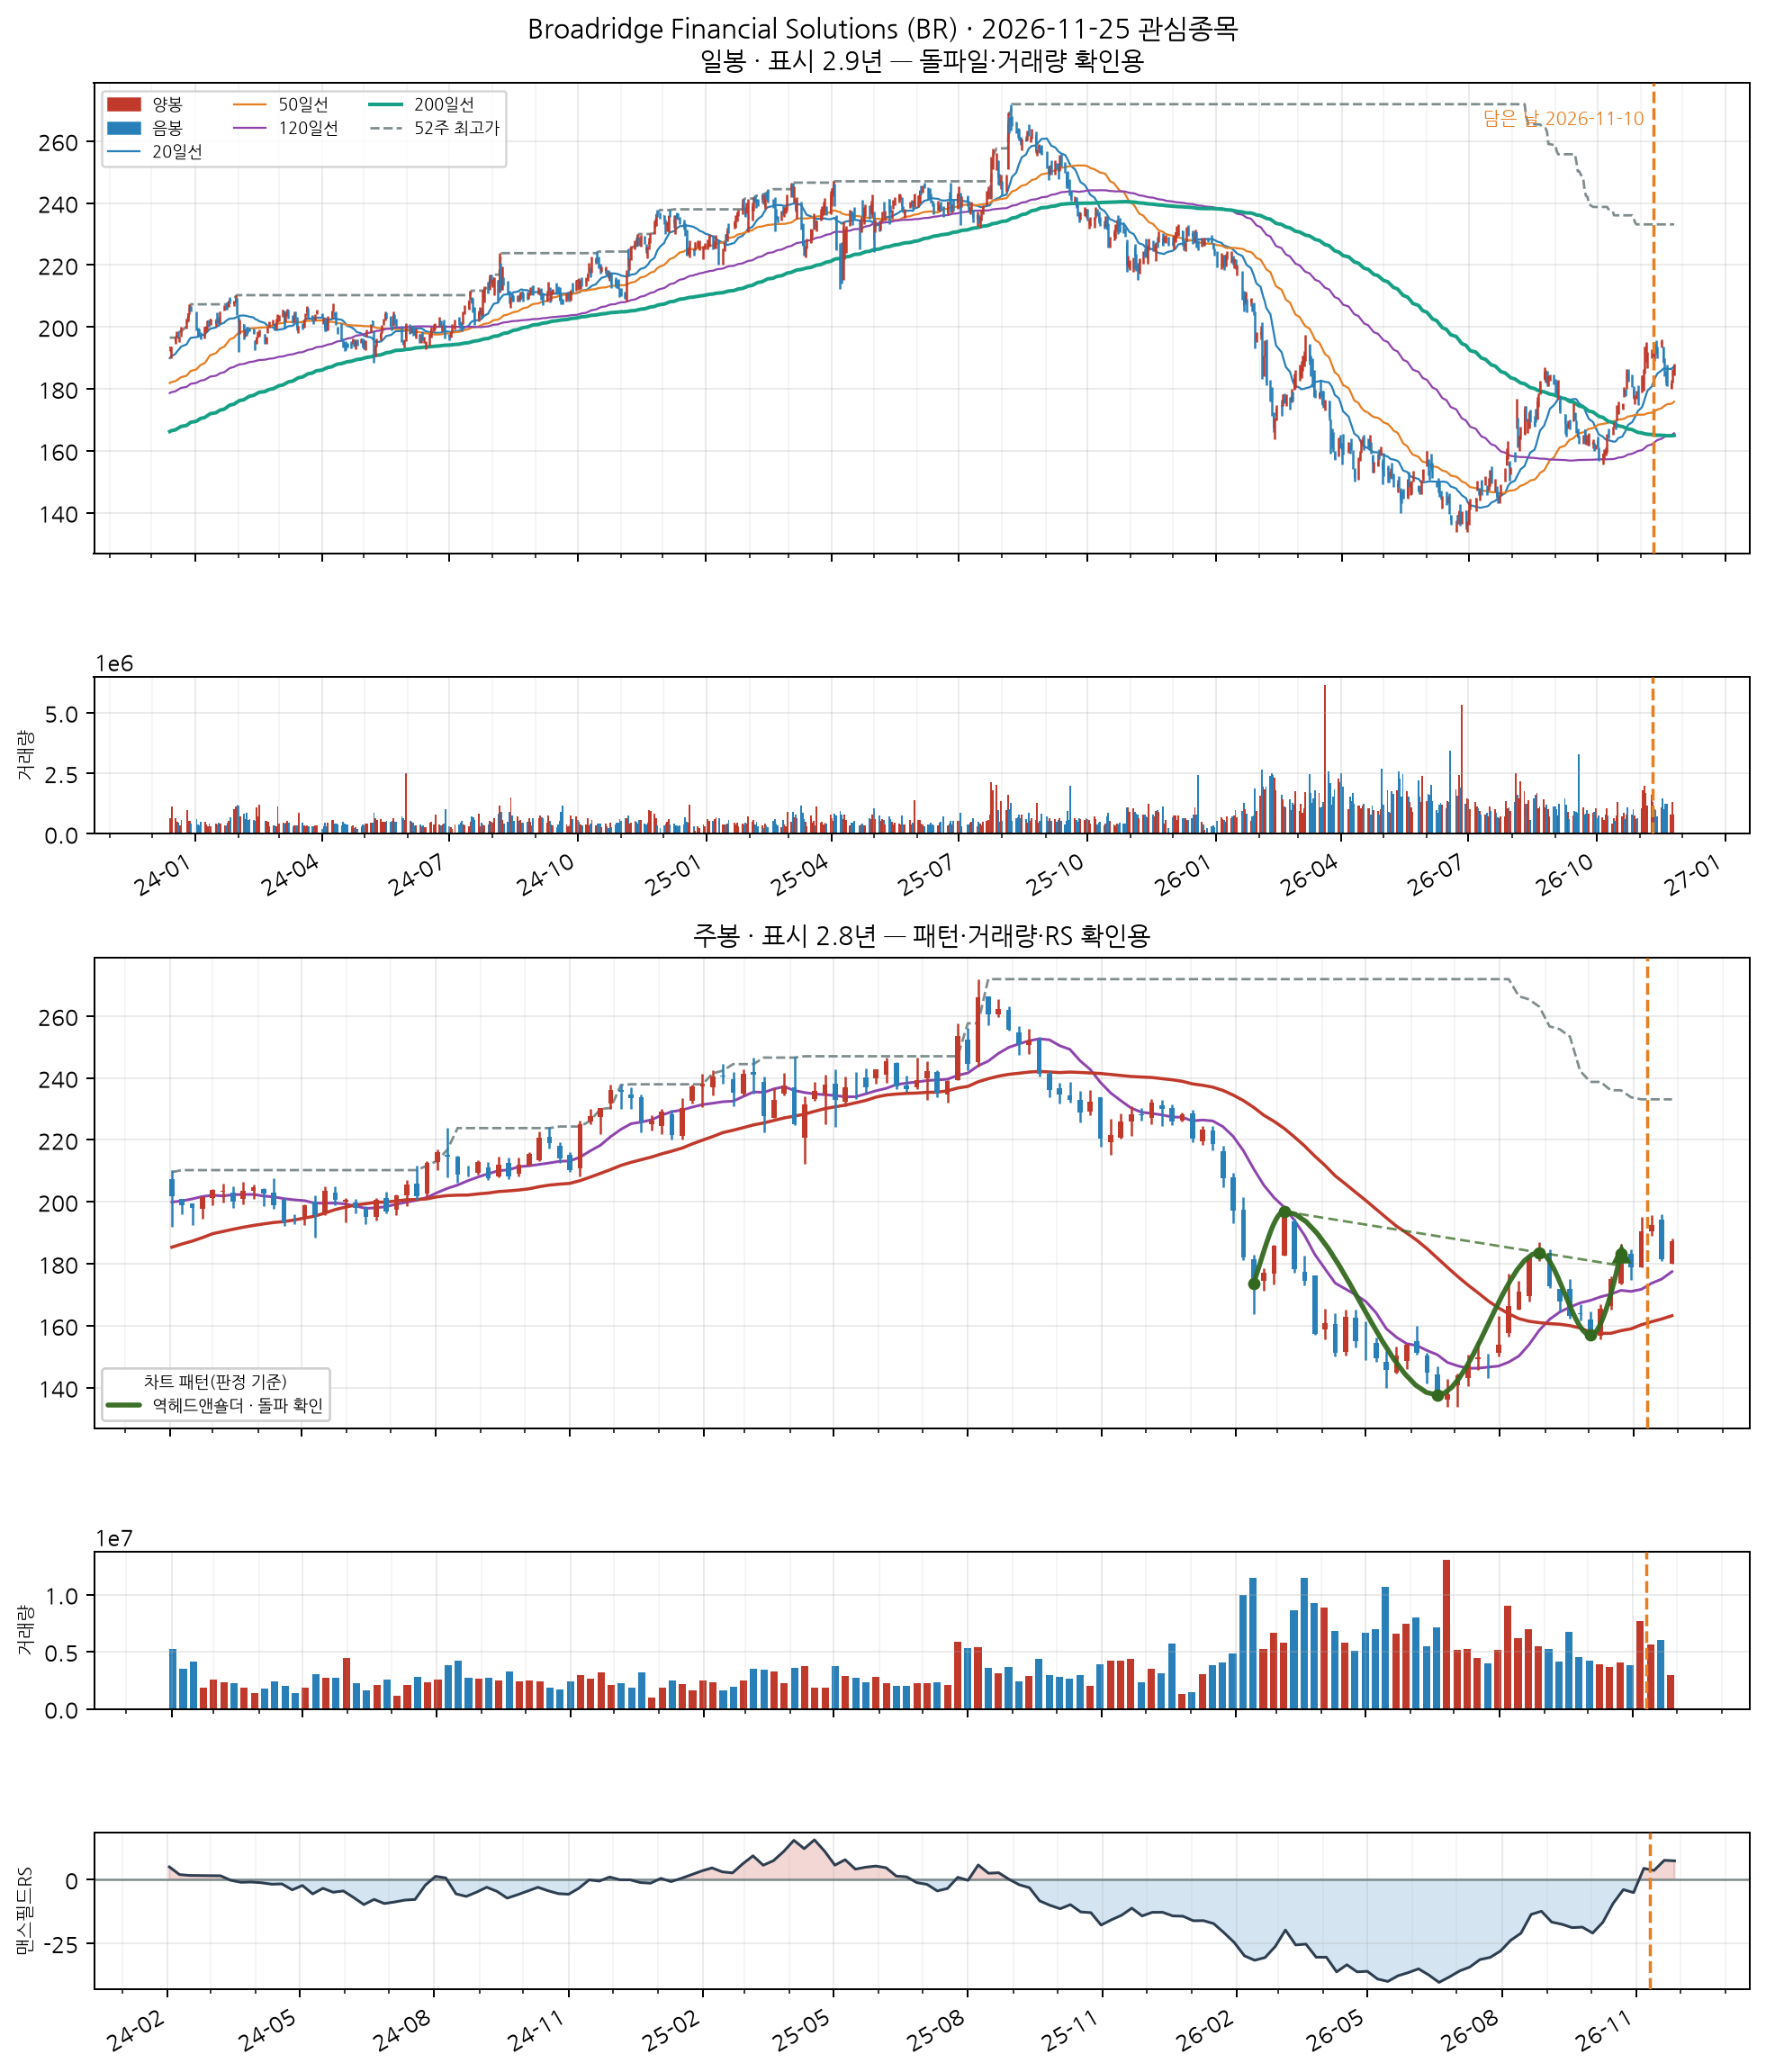 Broadridge Financial Solutions (BR) · 2026-11-25 관심종목
일봉 · 표시 2.9년 — 돌파일·거래량 확인용
양봉
음봉
20일선
50일선
120일선
200일선
52주 최고가
담은 날 2026-11-10
260
240
220
200
180
160
140
1e6
거래량
5.0
2.5
0.0
24-01
24-04
24-07
24-10
25-01
25-04
25-07
25-10
26-01
26-04
26-07
26-10
27-01
주봉 · 표시 2.8년 — 패턴·거래량·RS 확인용
260
240
220
200
180
160
140
차트 패턴(판정 기준)
역헤드앤숄더 · 돌파 확인
1e7
거래량
1.0
0.5
0.0
맨스필드RS
0
-25
24-02
24-05
24-08
24-11
25-02
25-05
25-08
25-11
26-02
26-05
26-08
26-11